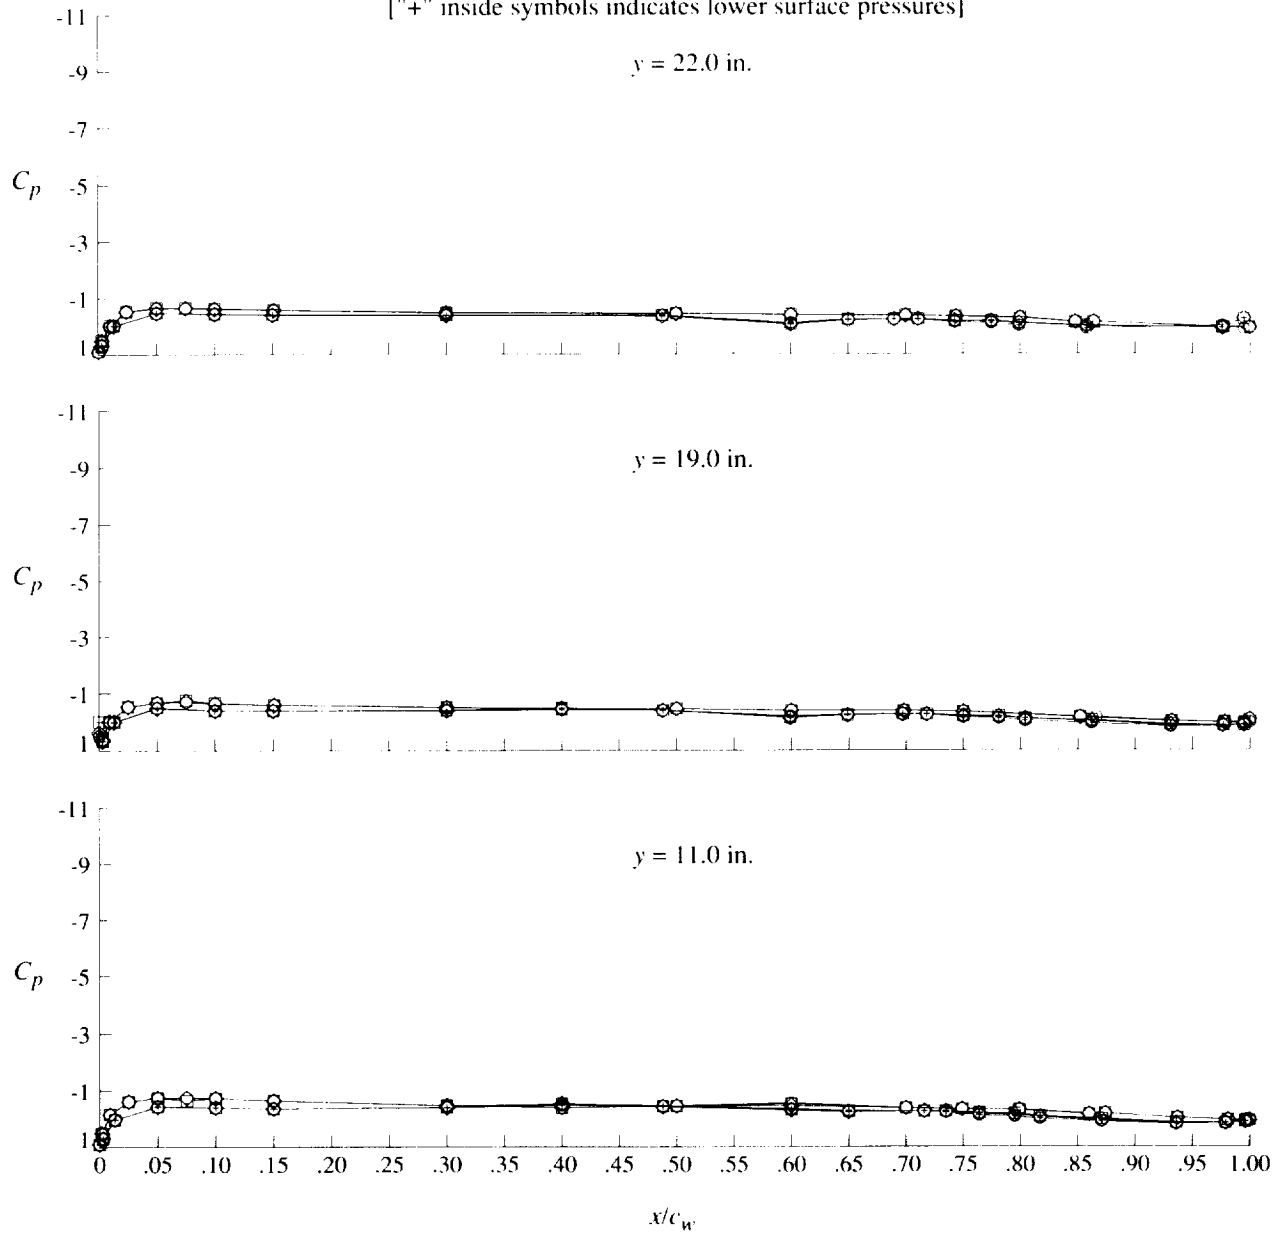 ["+" inside symbols indicates lower surface pressures]
-11
y = 22.0 in.
-9
-7
C_p -5
-3
-1
1
-11
y = 19.0 in.
-9
-7
C_p -5
-3
-1
1
-11
y = 11.0 in.
-9
-7
C_p -5
-3
-1
1
0 .05 .10 .15 .20 .25 .30 .35 .40 .45 .50 .55 .60 .65 .70 .75 .80 .85 .90 .95 1.00
x/c_w